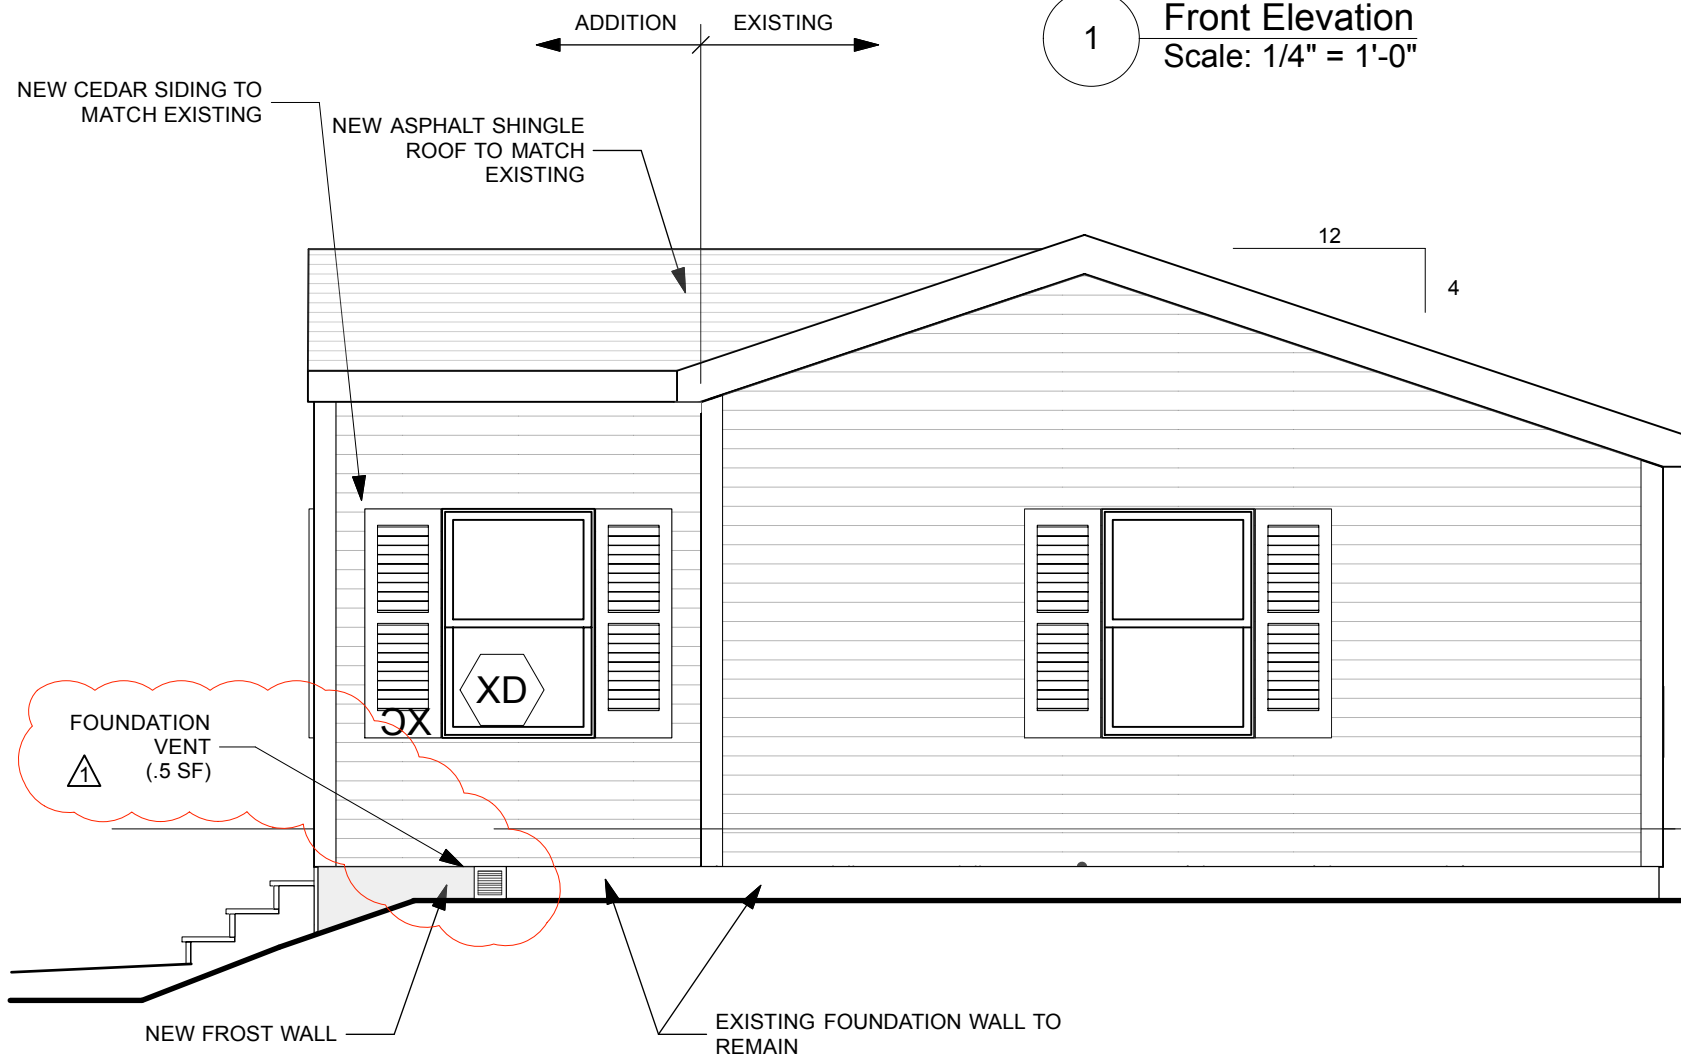 ADDITION
EXISTING
1
Front Elevation
Scale: 1/4" = 1'-0"
NEW CEDAR SIDING TO
MATCH EXISTING
NEW ASPHALT SHINGLE
ROOF TO MATCH
EXISTING
12
4
XD
FOUNDATION
VENT
(.5 SF)
1
NEW FROST WALL
EXISTING FOUNDATION WALL TO
REMAIN